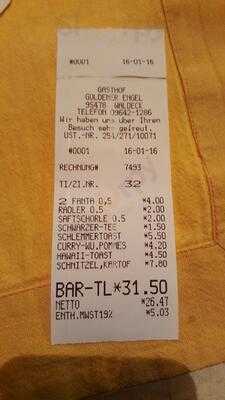 #0001 16-01-16
GASTHOF
GOLDENER ENGEL
95478 WALDECK
TELEFON 09642-1286
Wir haben uns über Ihren
Besuch sehr gefreut.
UST.-NR. 254/271/10071
#0001 16-01-16
RECHNUNG# 7493
TI/ZI.NR. 32
2 FANTA 0,5 *4.00
RADLER 0.5 *2.00
SAFTSCHORLE 0.5 *2.00
SCHWARZER-TEE *1.50
SCHLEMMERTOAST *5.50
CURRY-WU.POMMES *4.20
HAWAII-TOAST *4.50
SCHNITZEL,KARTOF *7.80
BAR-TL *31.50
NETTO *26.47
ENTH.MWST19% *5.03